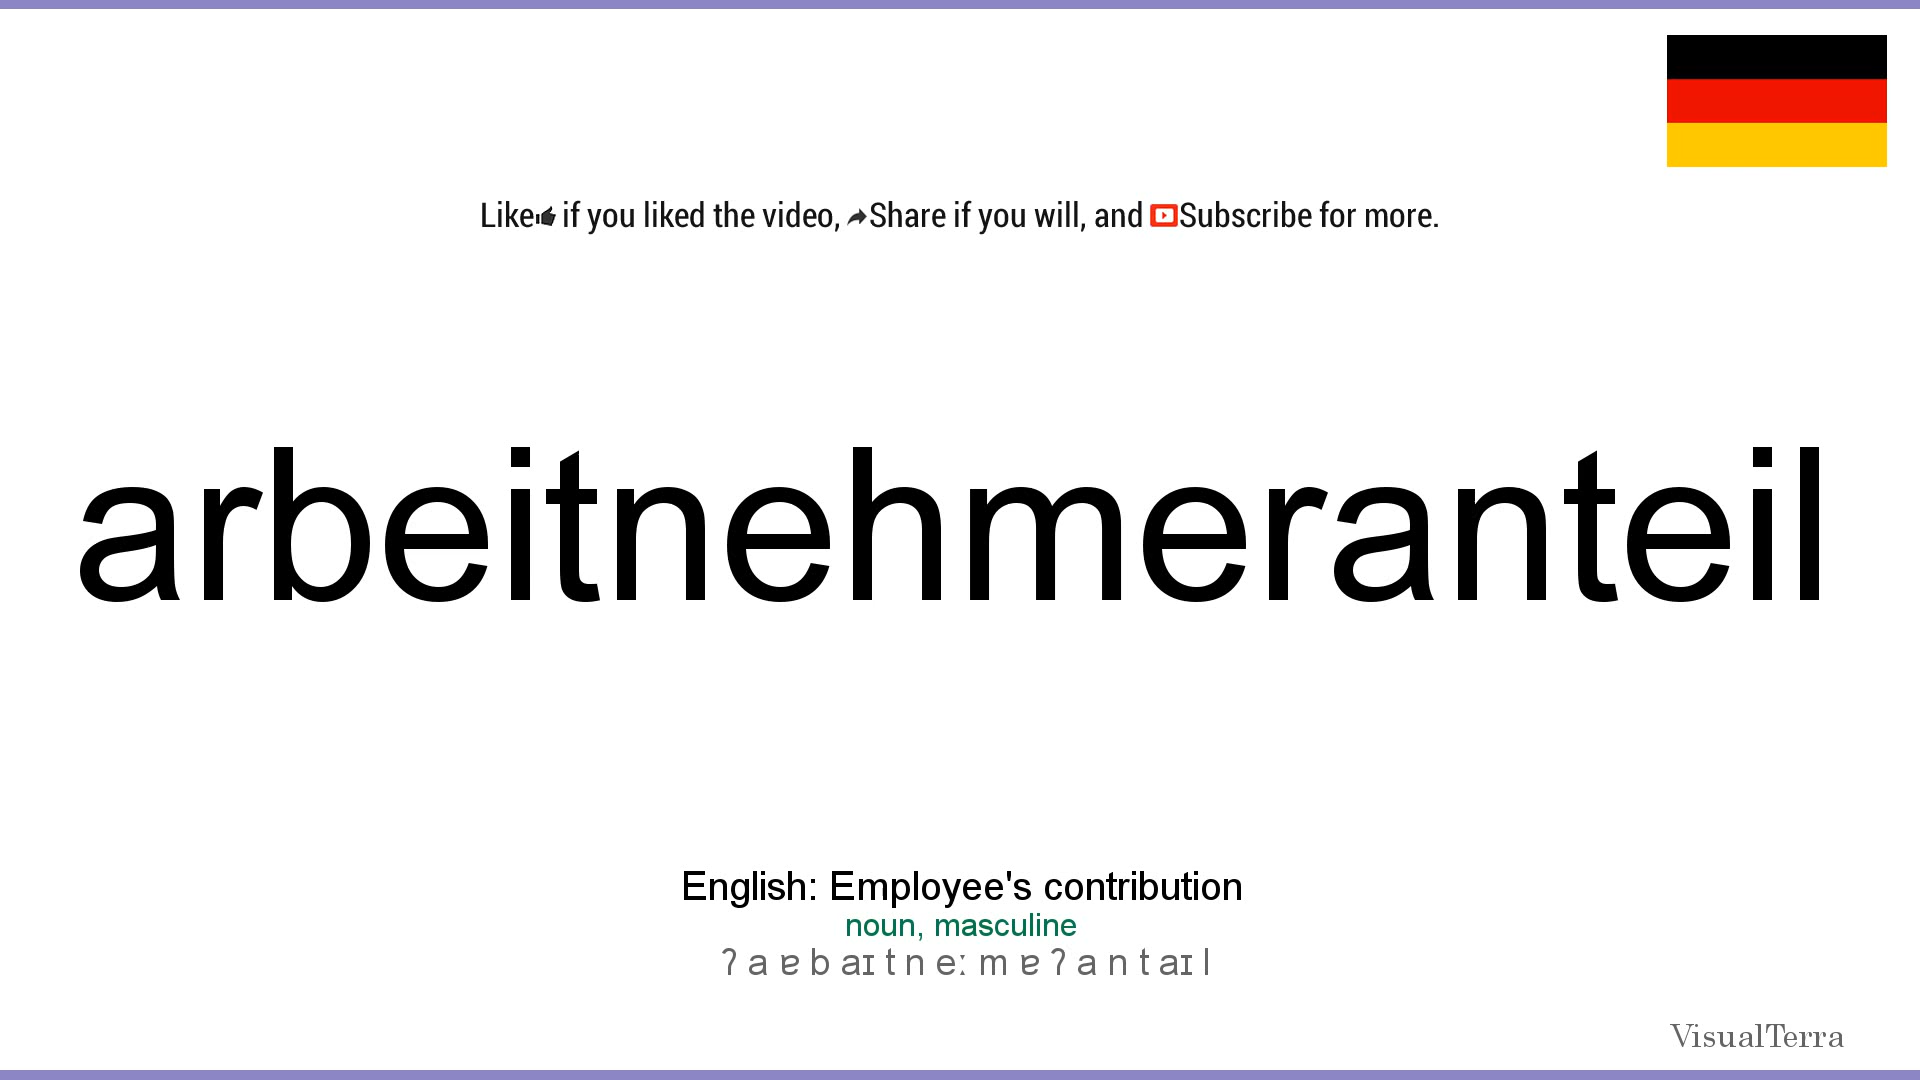 Like if you liked the video, Share if you will, and Subscribe for more.
arbeitnehmeranteil
English: Employee's contribution
noun, masculine
ʔ a ɐ b aɪ t n eː m ɐ ʔ a n t aɪ l
VisualTerra